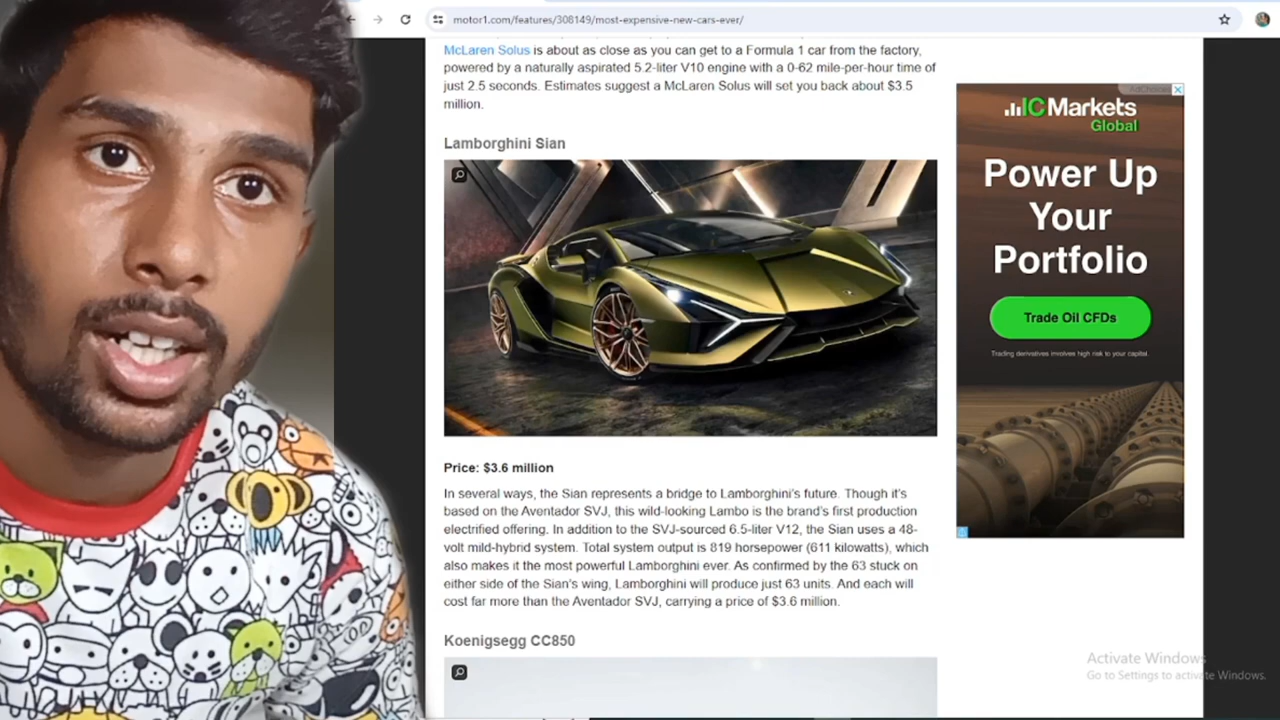 motor1.com/features/308149/most-expensive-new-cars-ever/
McLaren Solus is about as close as you can get to a Formula 1 car from the factory,
powered by a naturally aspirated 5.2-liter V10 engine with a 0-62 mile-per-hour time of
just 2.5 seconds. Estimates suggest a McLaren Solus will set you back about $3.5
million.
Lamborghini Sian
Price: $3.6 million
In several ways, the Sian represents a bridge to Lamborghini's future. Though it's
based on the Aventador SVJ, this wild-looking Lambo is the brand's first production
electrified offering. In addition to the SVJ-sourced 6.5-liter V12, the Sian uses a 48-
volt mild-hybrid system. Total system output is 819 horsepower (611 kilowatts), which
also makes it the most powerful Lamborghini ever. As confirmed by the 63 stuck on
either side of the Sian's wing, Lamborghini will produce just 63 units. And each will
cost far more than the Aventador SVJ, carrying a price of $3.6 million.
Koenigsegg CC850
AdChoices
IC Markets
Global
Power Up
Your
Portfolio
Trade Oil CFDs
Trading derivatives involves high risk to your capital.
Activate Windows
Go to Settings to activate Windows.